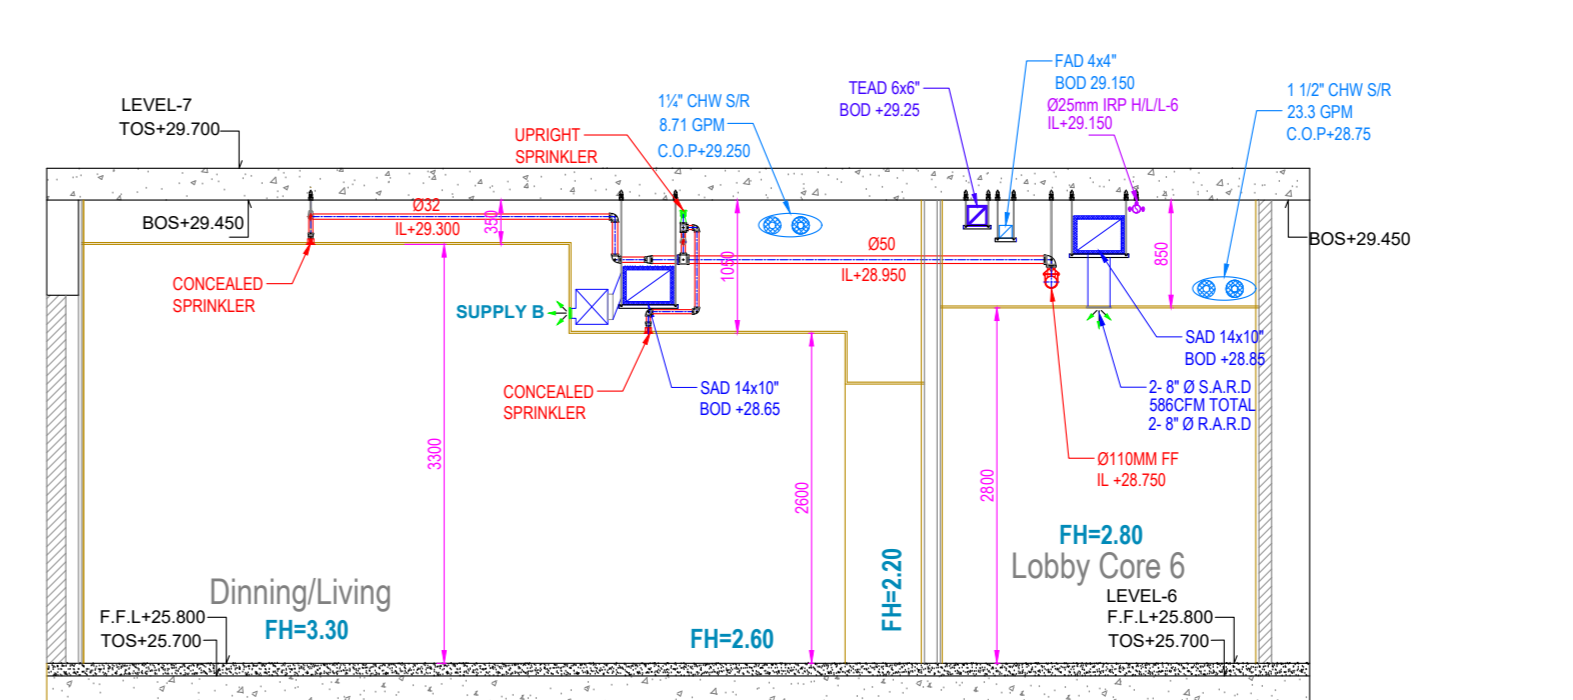 LEVEL-7
TOS+29.700
BOS+29.450
UPRIGHT
SPRINKLER
1¼" CHW S/R
8.71 GPM
C.O.P+29.250
TEAD 6x6"
BOD +29.25
FAD 4x4"
BOD 29.150
Ø25mm IRP H/L/L-6
IL+29.150
1 1/2" CHW S/R
23.3 GPM
C.O.P+28.75
BOS+29.450
Ø32
IL+29.300
350
1050
Ø50
IL+28.950
850
CONCEALED
SPRINKLER
SUPPLY B
CONCEALED
SPRINKLER
SAD 14x10"
BOD +28.65
SAD 14x10"
BOD +28.85
2- 8" Ø S.A.R.D
586CFM TOTAL
2- 8" Ø R.A.R.D
Ø110MM FF
IL +28.750
3300
2600
2800
Dinning/Living
FH=3.30
FH=2.60
FH=2.20
FH=2.80
Lobby Core 6
LEVEL-6
F.F.L+25.800
TOS+25.700
F.F.L+25.800
TOS+25.700